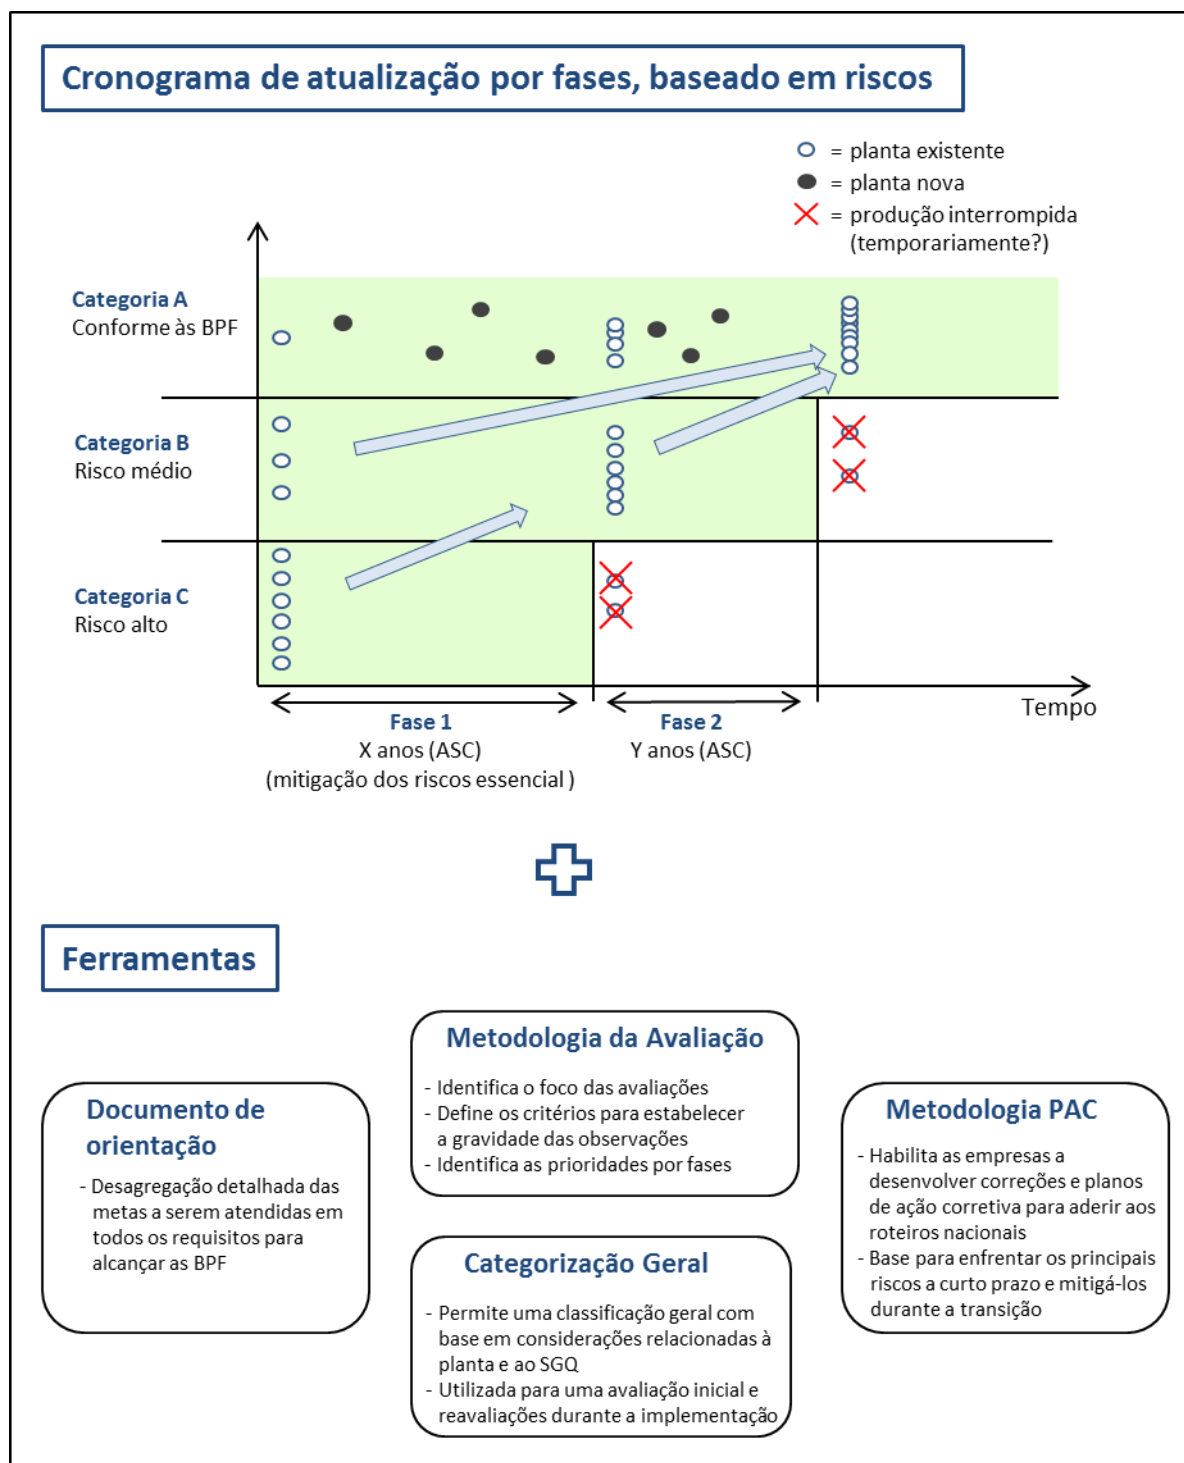 Cronograma de atualização por fases, baseado em riscos
= planta existente
= planta nova
= produção interrompida
(temporariamente?)
Categoria A
Conforme às BPF
Categoria B
Risco médio
Categoria C
Risco alto
Tempo
Fase 1
X anos (ASC)
(mitigação dos riscos essencial )
Fase 2
Y anos (ASC)
Ferramentas
Documento de
orientação
- Desagregação detalhada das
metas a serem atendidas em
todos os requisitos para
alcançar as BPF
Metodologia da Avaliação
- Identifica o foco das avaliações
- Define os critérios para estabelecer
a gravidade das observações
- Identifica as prioridades por fases
Categorização Geral
- Permite uma classificação geral com
base em considerações relacionadas à
planta e ao SGQ
- Utilizada para uma avaliação inicial e
reavaliações durante a implementação
Metodologia PAC
- Habilita as empresas a
desenvolver correções e planos
de ação corretiva para aderir aos
roteiros nacionais
- Base para enfrentar os principais
riscos a curto prazo e mitigá-los
durante a transição